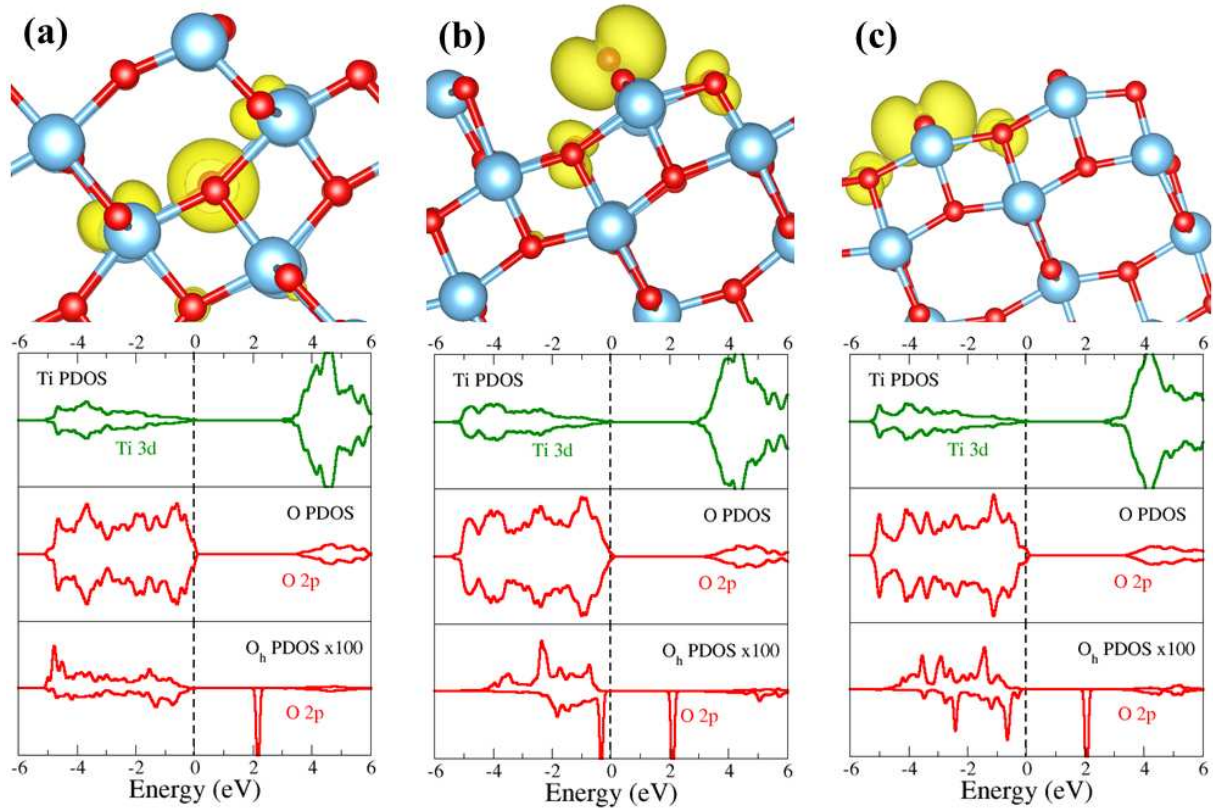 (a)
(b)
(c)
-6 -4 -2 0 2 4 6
-6 -4 -2 0 2 4 6
-6 -4 -2 0 2 4 6
Ti PDOS
Ti 3d
Ti PDOS
Ti 3d
Ti PDOS
Ti 3d
O PDOS
O 2p
O PDOS
O 2p
O PDOS
O 2p
Oh PDOS x100
O 2p
Oh PDOS x100
O 2p
Oh PDOS x100
O 2p
-6 -4 -2 0 2 4 6
-6 -4 -2 0 2 4 6
-6 -4 -2 0 2 4 6
Energy (eV)
Energy (eV)
Energy (eV)